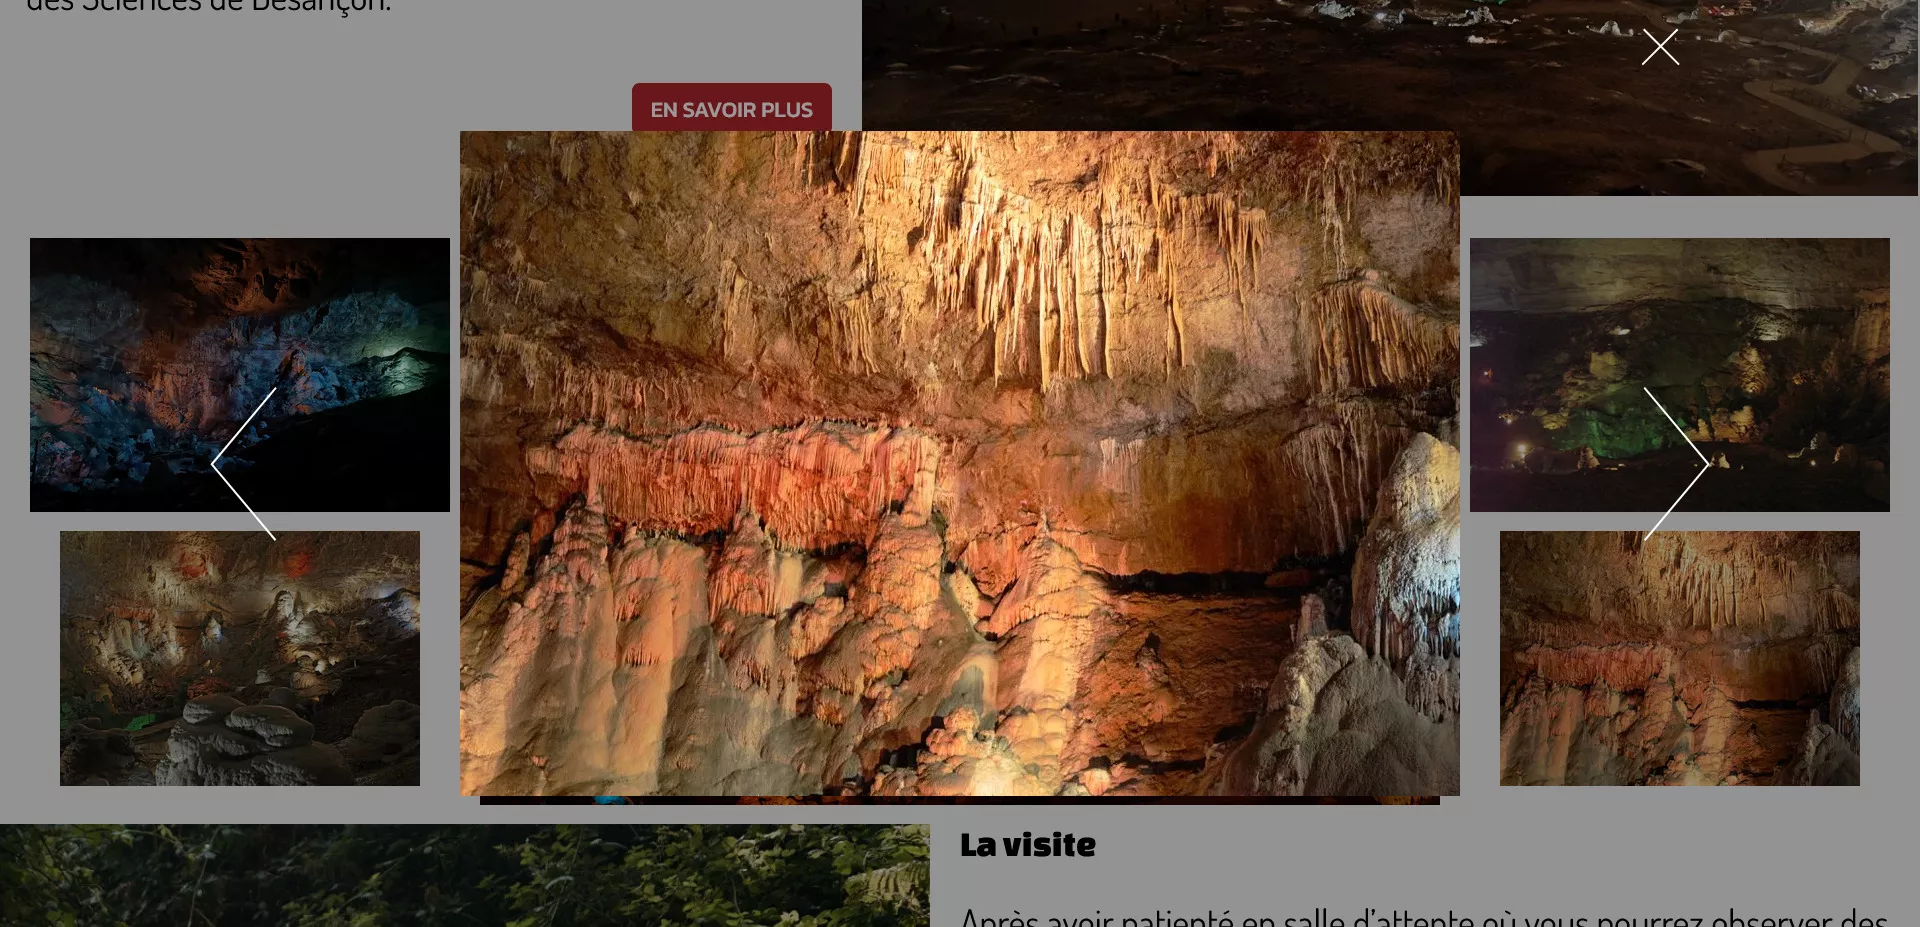 des Sciences de Besançon.
EN SAVOIR PLUS
La visite
Après avoir patienté en salle d'attente où vous pourrez observer des